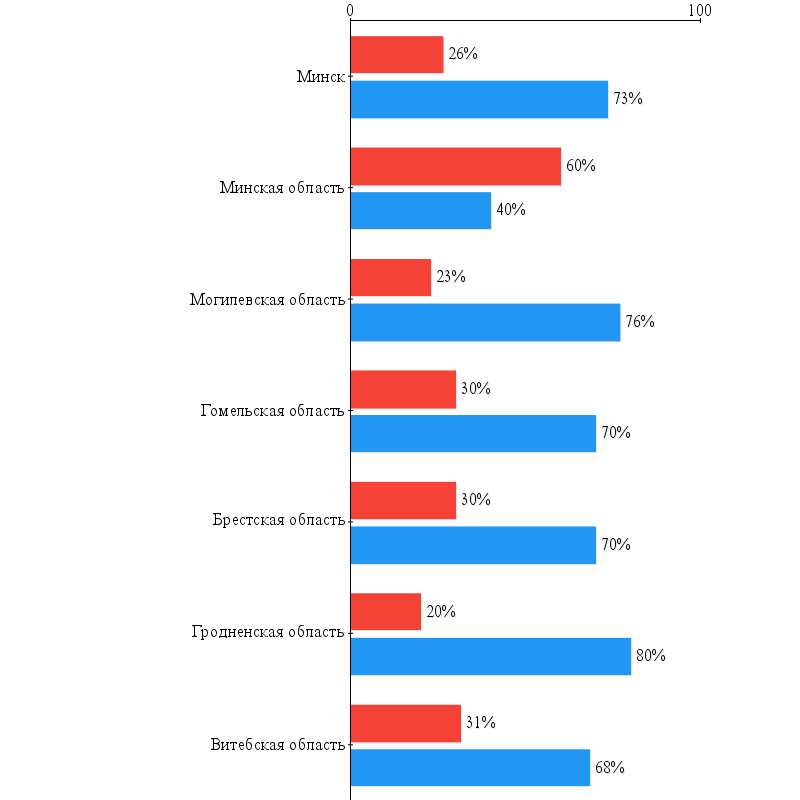 0 100
26%
Минск
73%
60%
Минская область
40%
23%
Могилевская область
76%
30%
Гомельская область
70%
30%
Брестская область
70%
20%
Гродненская область
80%
31%
Витебская область
68%